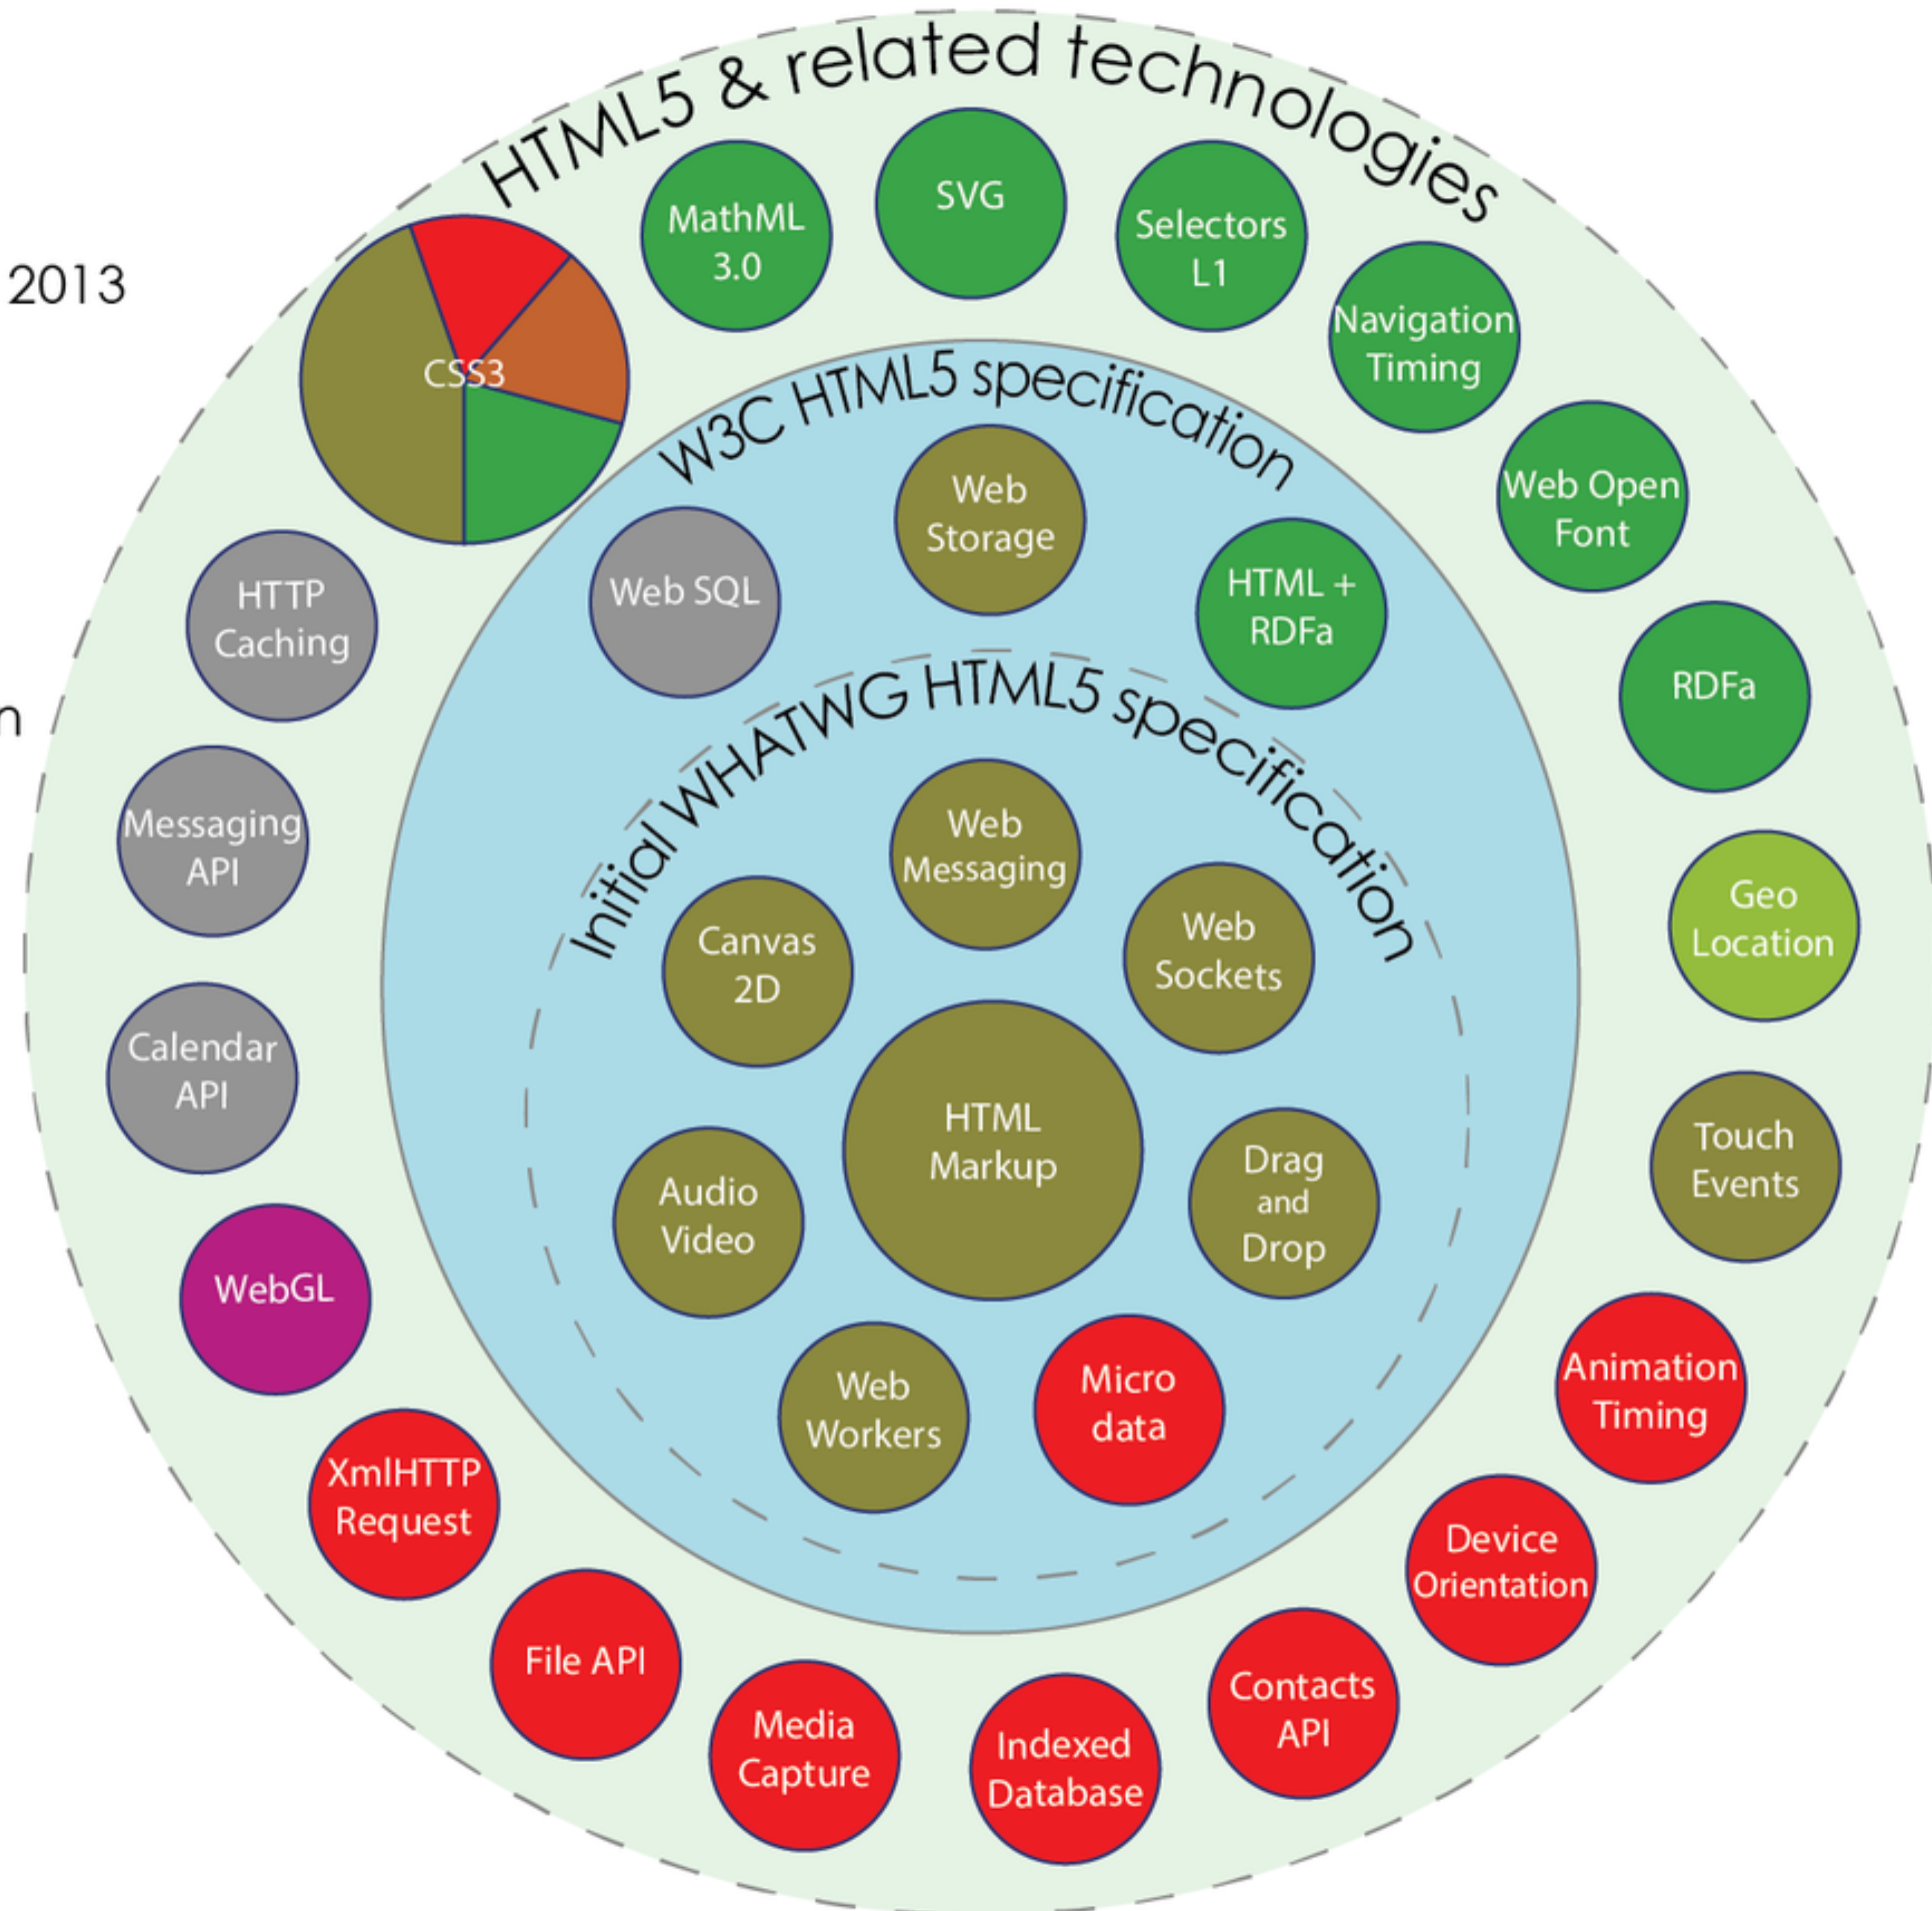 HTML5 & related technologies
2013
n
MathML
3.0
SVG
Selectors
L1
Navigation
Timing
Web Open
Font
RDFa
Geo
Location
Touch
Events
Animation
Timing
Device
Orientation
Contacts
API
Indexed
Database
Media
Capture
File API
XmlHTTP
Request
WebGL
Calendar
API
Messaging
API
HTTP
Caching
CSS3
W3C HTML5 specification
Web SQL
Web
Storage
HTML +
RDFa
Initial WHATWG HTML5 specification
Web
Messaging
Canvas
2D
Web
Sockets
HTML
Markup
Audio
Video
Drag
and
Drop
Web
Workers
Micro
data